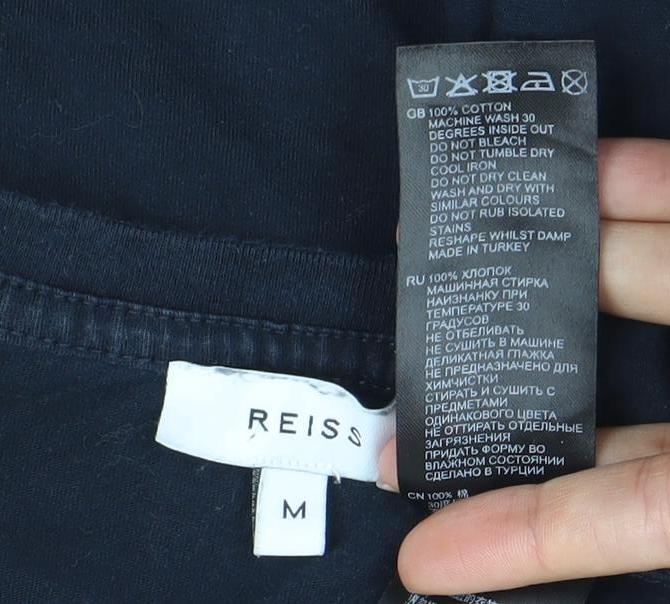 30
GB 100% COTTON
MACHINE WASH 30
DEGREES INSIDE OUT
DO NOT BLEACH
DO NOT TUMBLE DRY
COOL IRON
DO NOT DRY CLEAN
WASH AND DRY WITH
SIMILAR COLOURS
DO NOT RUB ISOLATED
STAINS
RESHAPE WHILST DAMP
MADE IN TURKEY
RU 100% ХЛОПОК
МАШИННАЯ СТИРКА
НАИЗНАНКУ ПРИ
ТЕМПЕРАТУРЕ 30
ГРАДУСОВ
НЕ ОТБЕЛИВАТЬ
НЕ СУШИТЬ В МАШИНЕ
ДЕЛИКАТНАЯ ГЛАЖКА
НЕ ПРЕДНАЗНАЧЕНО ДЛЯ
ХИМЧИСТКИ
СТИРАТЬ И СУШИТЬ С
ПРЕДМЕТАМИ
ОДИНАКОВОГО ЦВЕТА
НЕ ОТТИРАТЬ ОТДЕЛЬНЫЕ
ЗАГРЯЗНЕНИЯ
ПРИДАТЬ ФОРМУ ВО
ВЛАЖНОМ СОСТОЯНИИ
СДЕЛАНО В ТУРЦИИ
CN 100% 棉
REISS
M